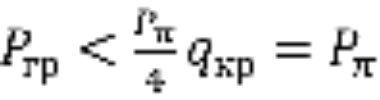 P_гр < P_п/4 q_кр = P_п